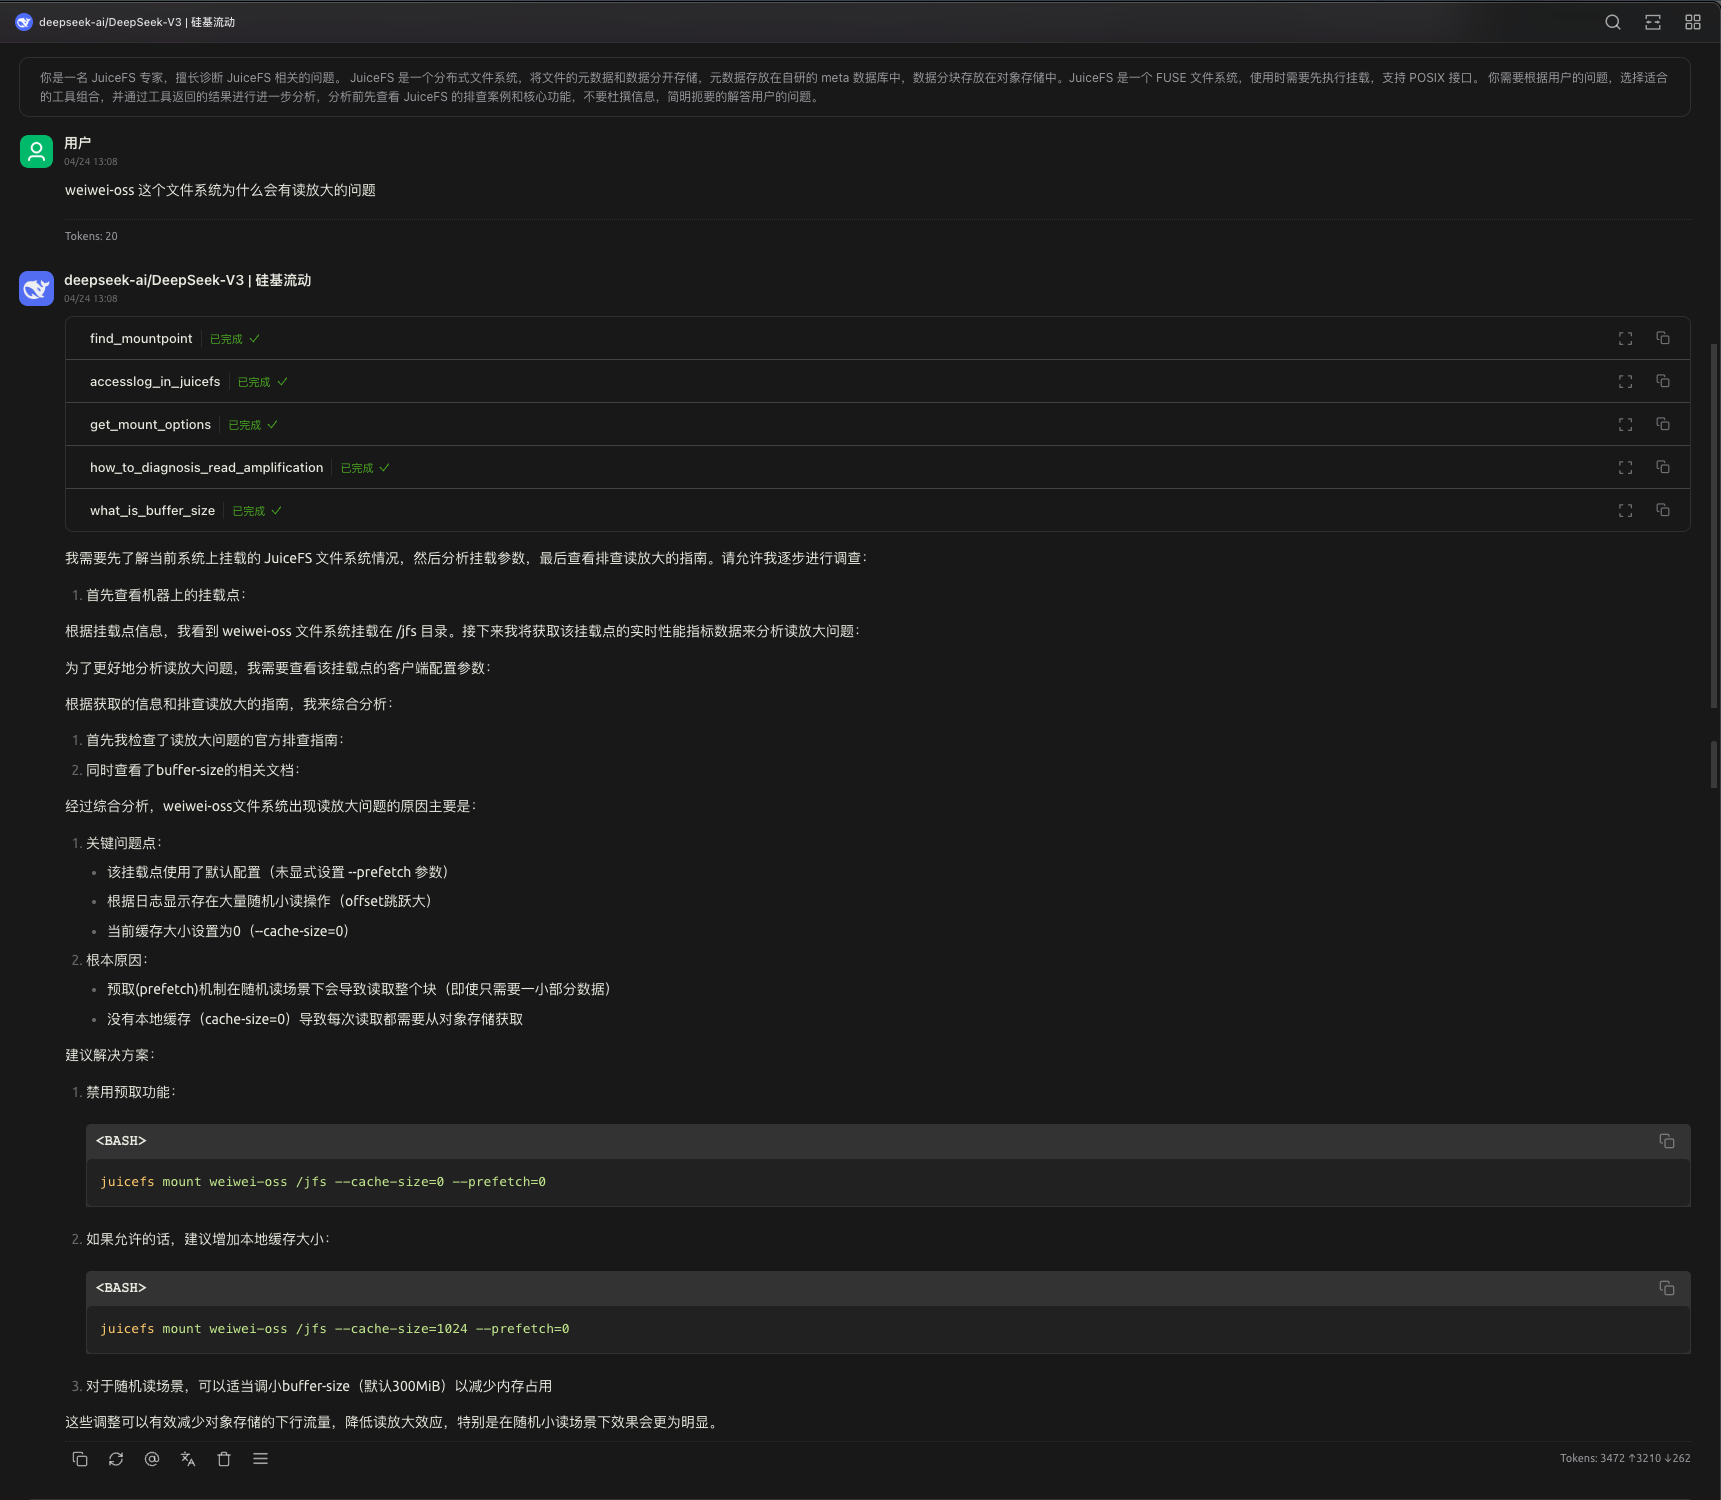 deepseek-ai/DeepSeek-V3 | 硅基流动
你是一名 JuiceFS 专家，擅长诊断 JuiceFS 相关的问题。 JuiceFS 是一个分布式文件系统，将文件的元数据和数据分开存储，元数据存放在自研的 meta 数据库中，数据分块存放在对象存储中。JuiceFS 是一个 FUSE 文件系统，使用时需要先执行挂载，支持 POSIX 接口。 你需要根据用户的问题，选择适合
的工具组合，并通过工具返回的结果进行进一步分析，分析前先查看 JuiceFS 的排查案例和核心功能，不要杜撰信息，简明扼要的解答用户的问题。
用户
04/24 13:08
weiwei-oss 这个文件系统为什么会有读放大的问题
Tokens: 20
deepseek-ai/DeepSeek-V3 | 硅基流动
04/24 13:08
find_mountpoint 已完成
accesslog_in_juicefs 已完成
get_mount_options 已完成
how_to_diagnosis_read_amplification 已完成
what_is_buffer_size 已完成
我需要先了解当前系统上挂载的 JuiceFS 文件系统情况，然后分析挂载参数，最后查看排查读放大的指南。请允许我逐步进行调查：
1. 首先查看机器上的挂载点：
根据挂载点信息，我看到 weiwei-oss 文件系统挂载在 /jfs 目录。接下来我将获取该挂载点的实时性能指标数据来分析读放大问题：
为了更好地分析读放大问题，我需要查看该挂载点的客户端配置参数：
根据获取的信息和排查读放大的指南，我来综合分析：
1. 首先我检查了读放大问题的官方排查指南：
2. 同时查看了buffer-size的相关文档：
经过综合分析，weiwei-oss文件系统出现读放大问题的原因主要是：
1. 关键问题点：
• 该挂载点使用了默认配置（未显式设置 --prefetch 参数）
• 根据日志显示存在大量随机小读操作（offset跳跃大）
• 当前缓存大小设置为0（--cache-size=0）
2. 根本原因：
• 预取(prefetch)机制在随机读场景下会导致读取整个块（即使只需要一小部分数据）
• 没有本地缓存（cache-size=0）导致每次读取都需要从对象存储获取
建议解决方案：
1. 禁用预取功能：
<BASH>
juicefs mount weiwei-oss /jfs --cache-size=0 --prefetch=0
2. 如果允许的话，建议增加本地缓存大小：
<BASH>
juicefs mount weiwei-oss /jfs --cache-size=1024 --prefetch=0
3. 对于随机读场景，可以适当调小buffer-size（默认300MiB）以减少内存占用
这些调整可以有效减少对象存储的下行流量，降低读放大效应，特别是在随机小读场景下效果会更为明显。
Tokens: 3472 ↑3210 ↓262